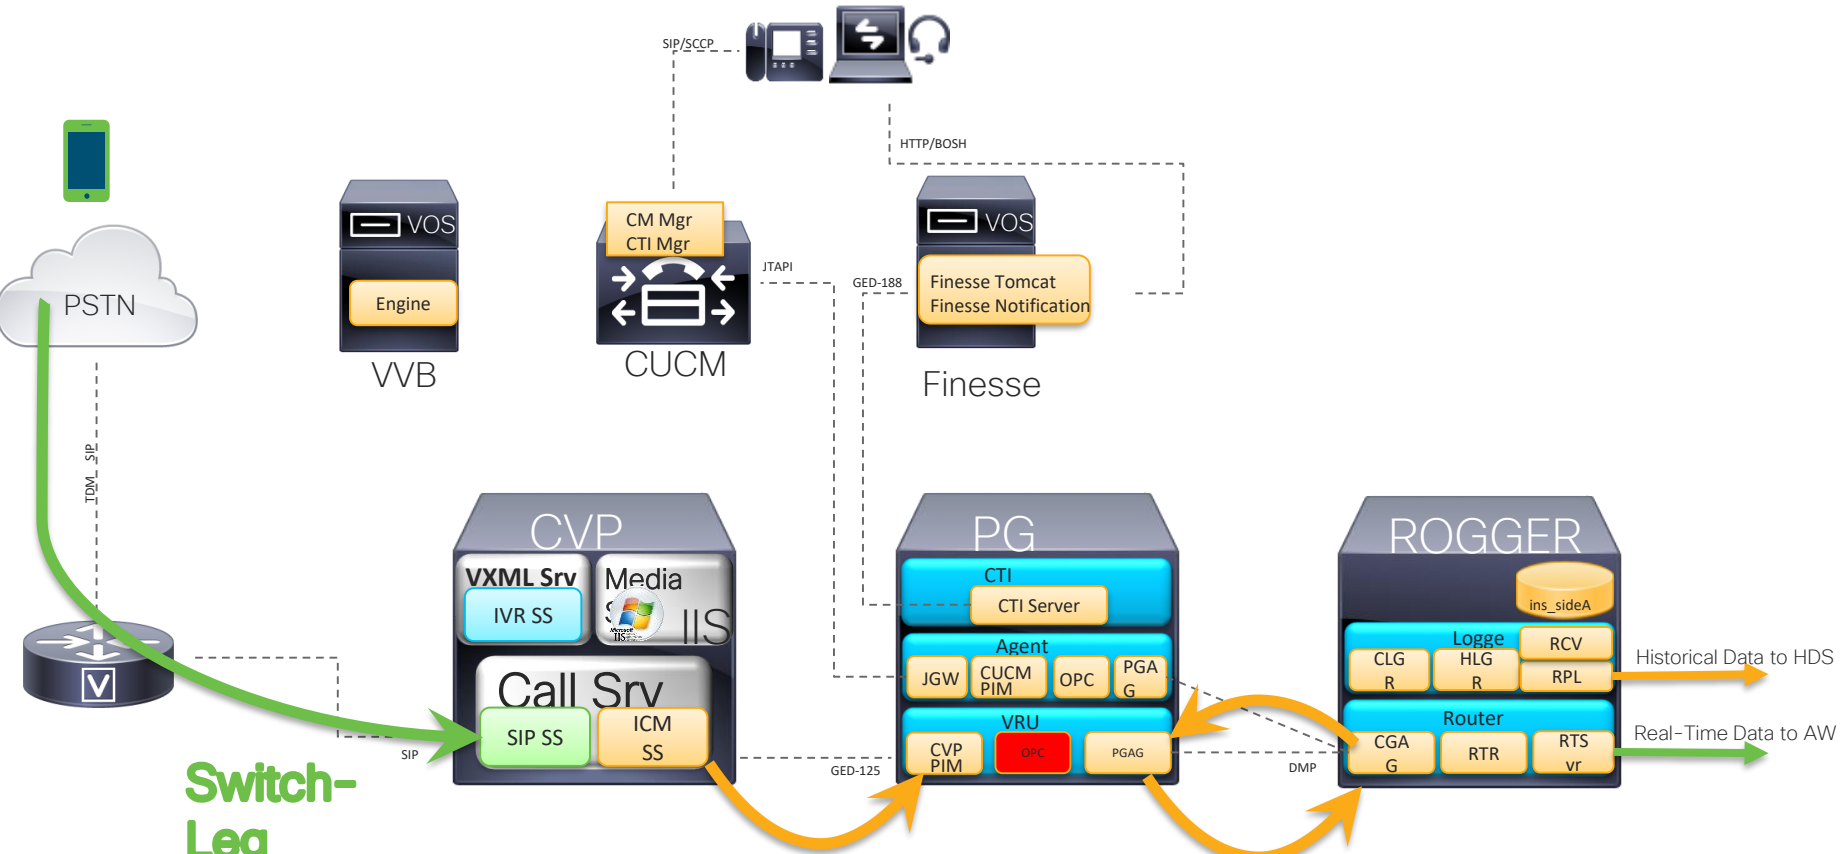 SIP/SCCP
HTTP/BOSH
VOS
Engine
VVB
CM Mgr
CTI Mgr
CUCM
JTAPI
VOS
GED-188
Finesse Tomcat
Finesse Notification
Finesse
PSTN
TDM SIP
V
SIP
Switch-
Leg
CVP
VXML Srv
IVR SS
Media
S
Microsoft
IIS
IIS
Call Srv
SIP SS
ICM
SS
GED-125
PG
CTI
CTI Server
Agent
JGW
CUCM
PIM
OPC
PGA
G
VRU
CVP
PIM
OPC
PGAG
DMP
ROGGER
ins_sideA
Logge
CLG
R
HLG
R
RCV
RPL
Router
CGA
G
RTR
RTS
vr
Historical Data to HDS
Real-Time Data to AW